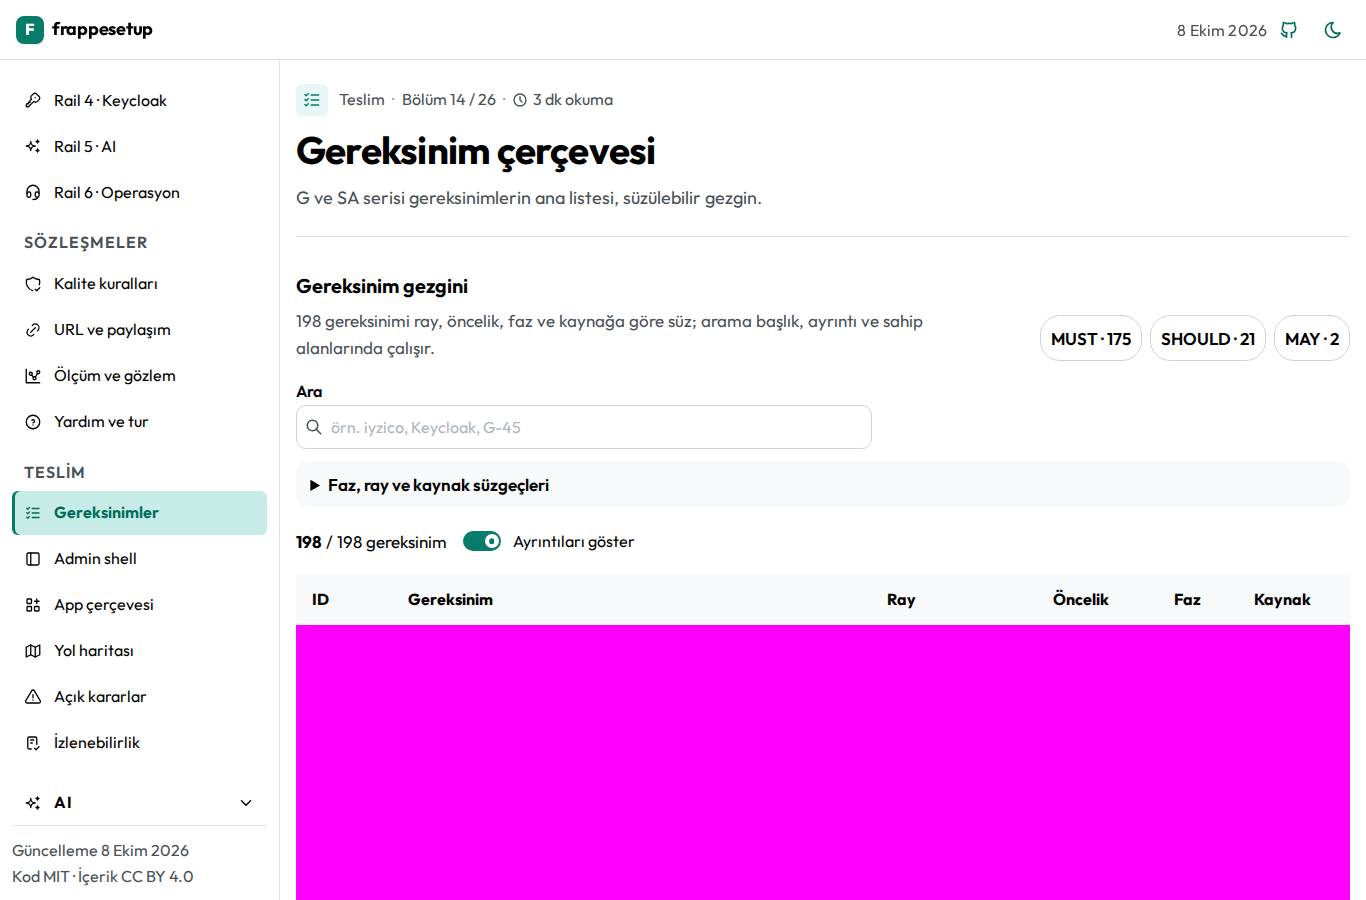 F frappesetup
8 Ekim 2026
Rail 4 · Keycloak
Rail 5 · AI
Rail 6 · Operasyon
SÖZLEŞMELER
Kalite kuralları
URL ve paylaşım
Ölçüm ve gözlem
Yardım ve tur
TESLİM
Gereksinimler
Admin shell
App çerçevesi
Yol haritası
Açık kararlar
İzlenebilirlik
AI
Güncelleme 8 Ekim 2026
Kod MIT · İçerik CC BY 4.0
Teslim · Bölüm 14 / 26 · 3 dk okuma
Gereksinim çerçevesi
G ve SA serisi gereksinimlerin ana listesi, süzülebilir gezgin.
Gereksinim gezgini
198 gereksinimi ray, öncelik, faz ve kaynağa göre süz; arama başlık, ayrıntı ve sahip
alanlarında çalışır.
MUST · 175 SHOULD · 21 MAY · 2
Ara
örn. iyzico, Keycloak, G-45
Faz, ray ve kaynak süzgeçleri
198 / 198 gereksinim Ayrıntıları göster
ID Gereksinim Ray Öncelik Faz Kaynak